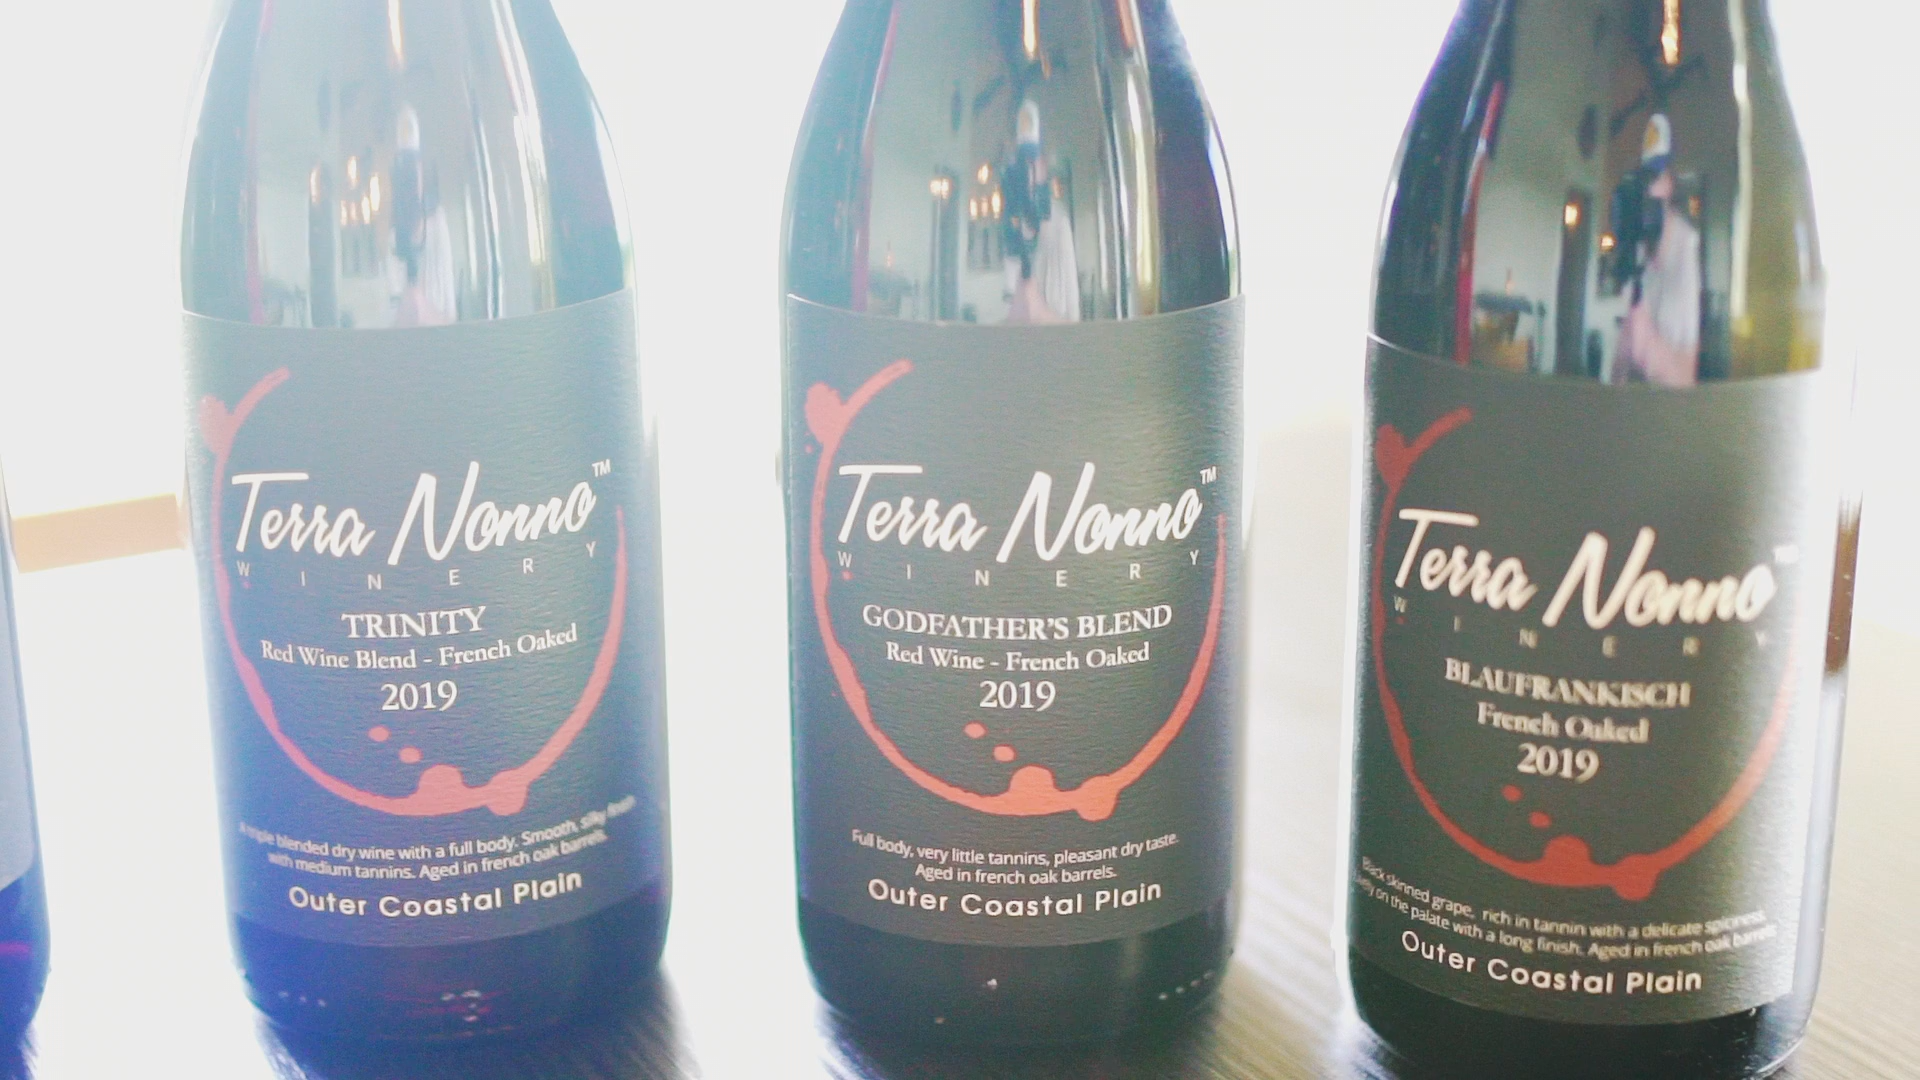 Terra Nonno™
WINERY
TRINITY
Red Wine Blend - French Oaked
2019
A triple blended dry wine with a full body. Smooth, silky finish
with medium tannins. Aged in french oak barrels.
Outer Coastal Plain
Terra Nonno™
WINERY
GODFATHER'S BLEND
Red Wine - French Oaked
2019
Full body, very little tannins, pleasant dry taste.
Aged in french oak barrels.
Outer Coastal Plain
Terra Nonno™
WINERY
BLAUFRANKISCH
French Oaked
2019
Black skinned grape, rich in tannin with a delicate spiciness
on the palate with a long finish. Aged in french oak barrels
Outer Coastal Plain